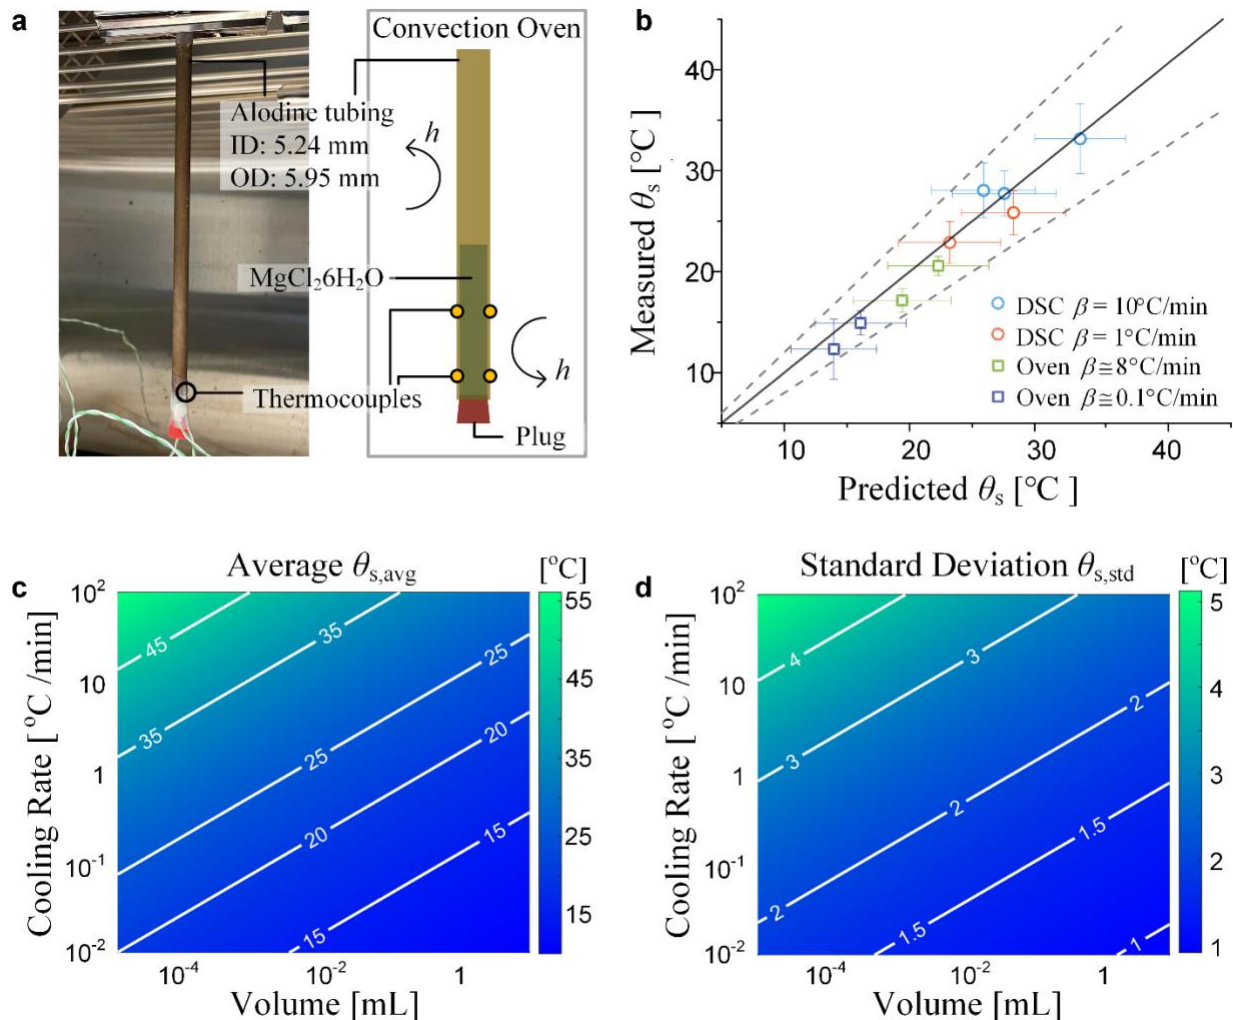 a
Convection Oven
Alodine tubing
ID: 5.24 mm
OD: 5.95 mm
h
MgCl₂6H₂O
h
Thermocouples
Plug
b
Measured θₛ [°C]
40
30
20
10
DSC β = 10°C/min
DSC β = 1°C/min
Oven β≅8°C/min
Oven β≅0.1°C/min
10
20
30
40
Predicted θₛ [°C ]
c
Average θₛ,avg
[°C]
Cooling Rate [ °C /min]
10²
10
1
10⁻¹
10⁻²
45
35
35
25
25
20
20
15
15
10⁻⁴
10⁻²
1
Volume [mL]
55
45
35
25
15
d
Standard Deviation θₛ,std
[°C]
Cooling Rate [ °C /min]
10²
10
1
10⁻¹
10⁻²
4
3
3
2
2
2
1.5
1.5
1
10⁻⁴
10⁻²
1
Volume [mL]
5
4
3
2
1